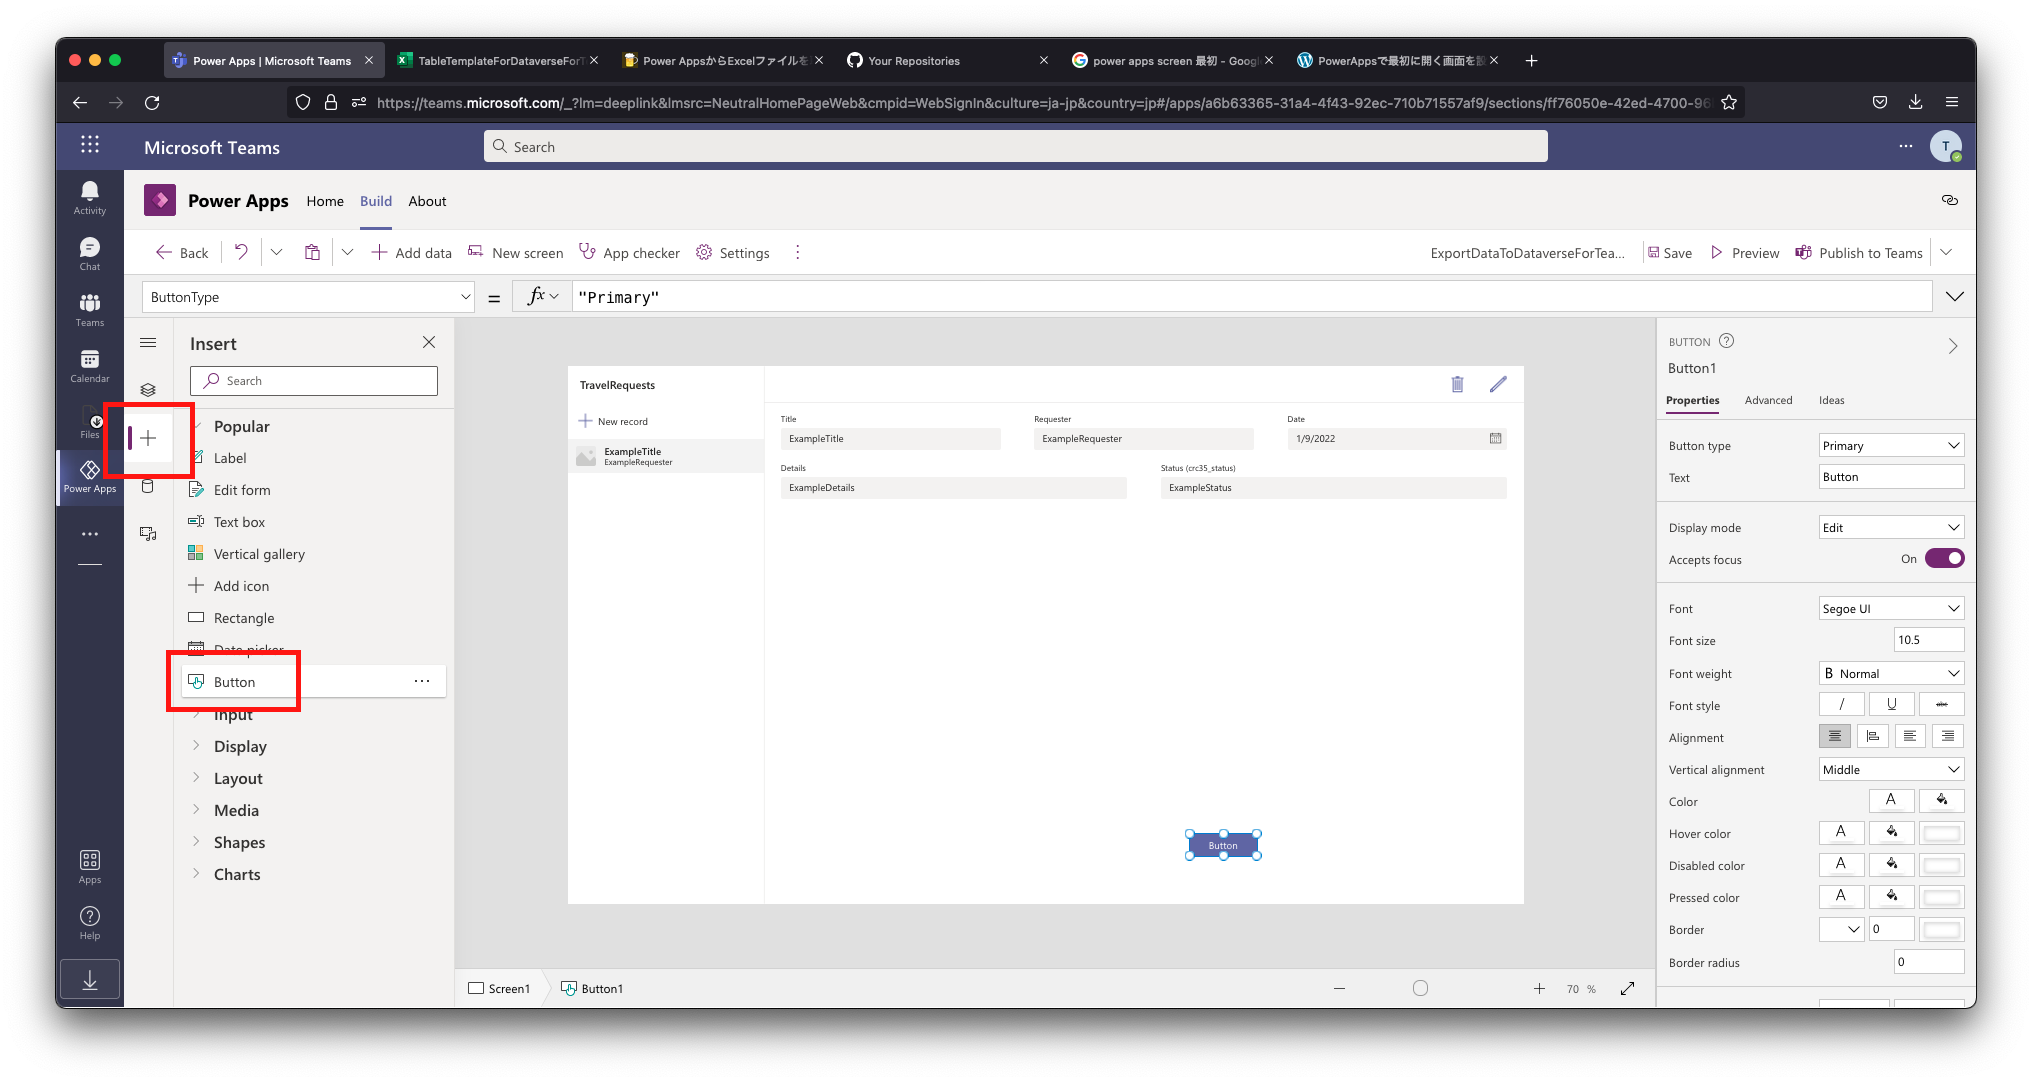 Power Apps | Microsoft Teams
TableTemplateForDataverseForT
Power AppsからExcelファイルを
Your Repositories
power apps screen 最初 - Goog
PowerAppsで最初に開く画面を設
https://teams.microsoft.com/_?lm=deeplink&lmsrc=NeutralHomePageWeb&cmpid=WebSignIn&culture=ja-jp&country=jp#/apps/a6b63365-31a4-4f43-92ec-710b71557af9/sections/ff76050e-42ed-4700-96
Microsoft Teams
Search
T
Activity
Chat
Teams
Calendar
Files
Power Apps
Apps
Help
Power Apps
Home
Build
About
Back
Add data
New screen
App checker
Settings
ExportDataToDataverseForTea...
Save
Preview
Publish to Teams
ButtonType
=
fx
"Primary"
Insert
Search
Popular
Label
Edit form
Text box
Vertical gallery
Add icon
Rectangle
Date picker
Button
Input
Display
Layout
Media
Shapes
Charts
TravelRequests
New record
ExampleTitle
ExampleRequester
Title
Requester
Date
ExampleTitle
ExampleRequester
1/9/2022
Details
Status (crc35_status)
ExampleDetails
ExampleStatus
Button
Screen1
Button1
70 %
BUTTON
Button1
Properties
Advanced
Ideas
Button type
Primary
Text
Button
Display mode
Edit
Accepts focus
On
Font
Segoe UI
Font size
10.5
Font weight
B Normal
Font style
/ U abc
Alignment
Vertical alignment
Middle
Color
A
Hover color
A
Disabled color
A
Pressed color
A
Border
0
Border radius
0